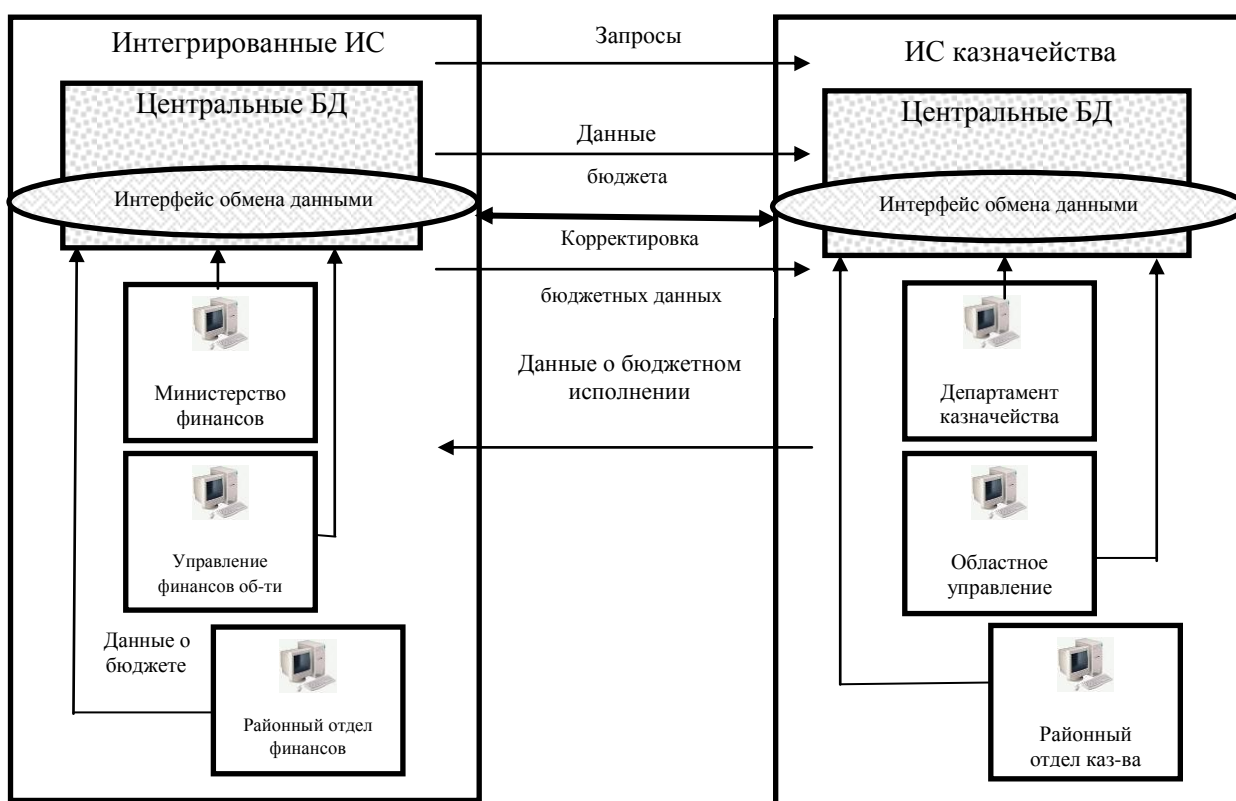 Интегрированные ИС
Центральные БД
Интерфейс обмена данными
Министерство
финансов
Управление
финансов об-ти
Данные о
бюджете
Районный отдел
финансов
Запросы
Данные
бюджета
Корректировка
бюджетных данных
Данные о бюджетном
исполнении
ИС казначейства
Центральные БД
Интерфейс обмена данными
Департамент
казначейства
Областное
управление
Районный
отдел каз-ва